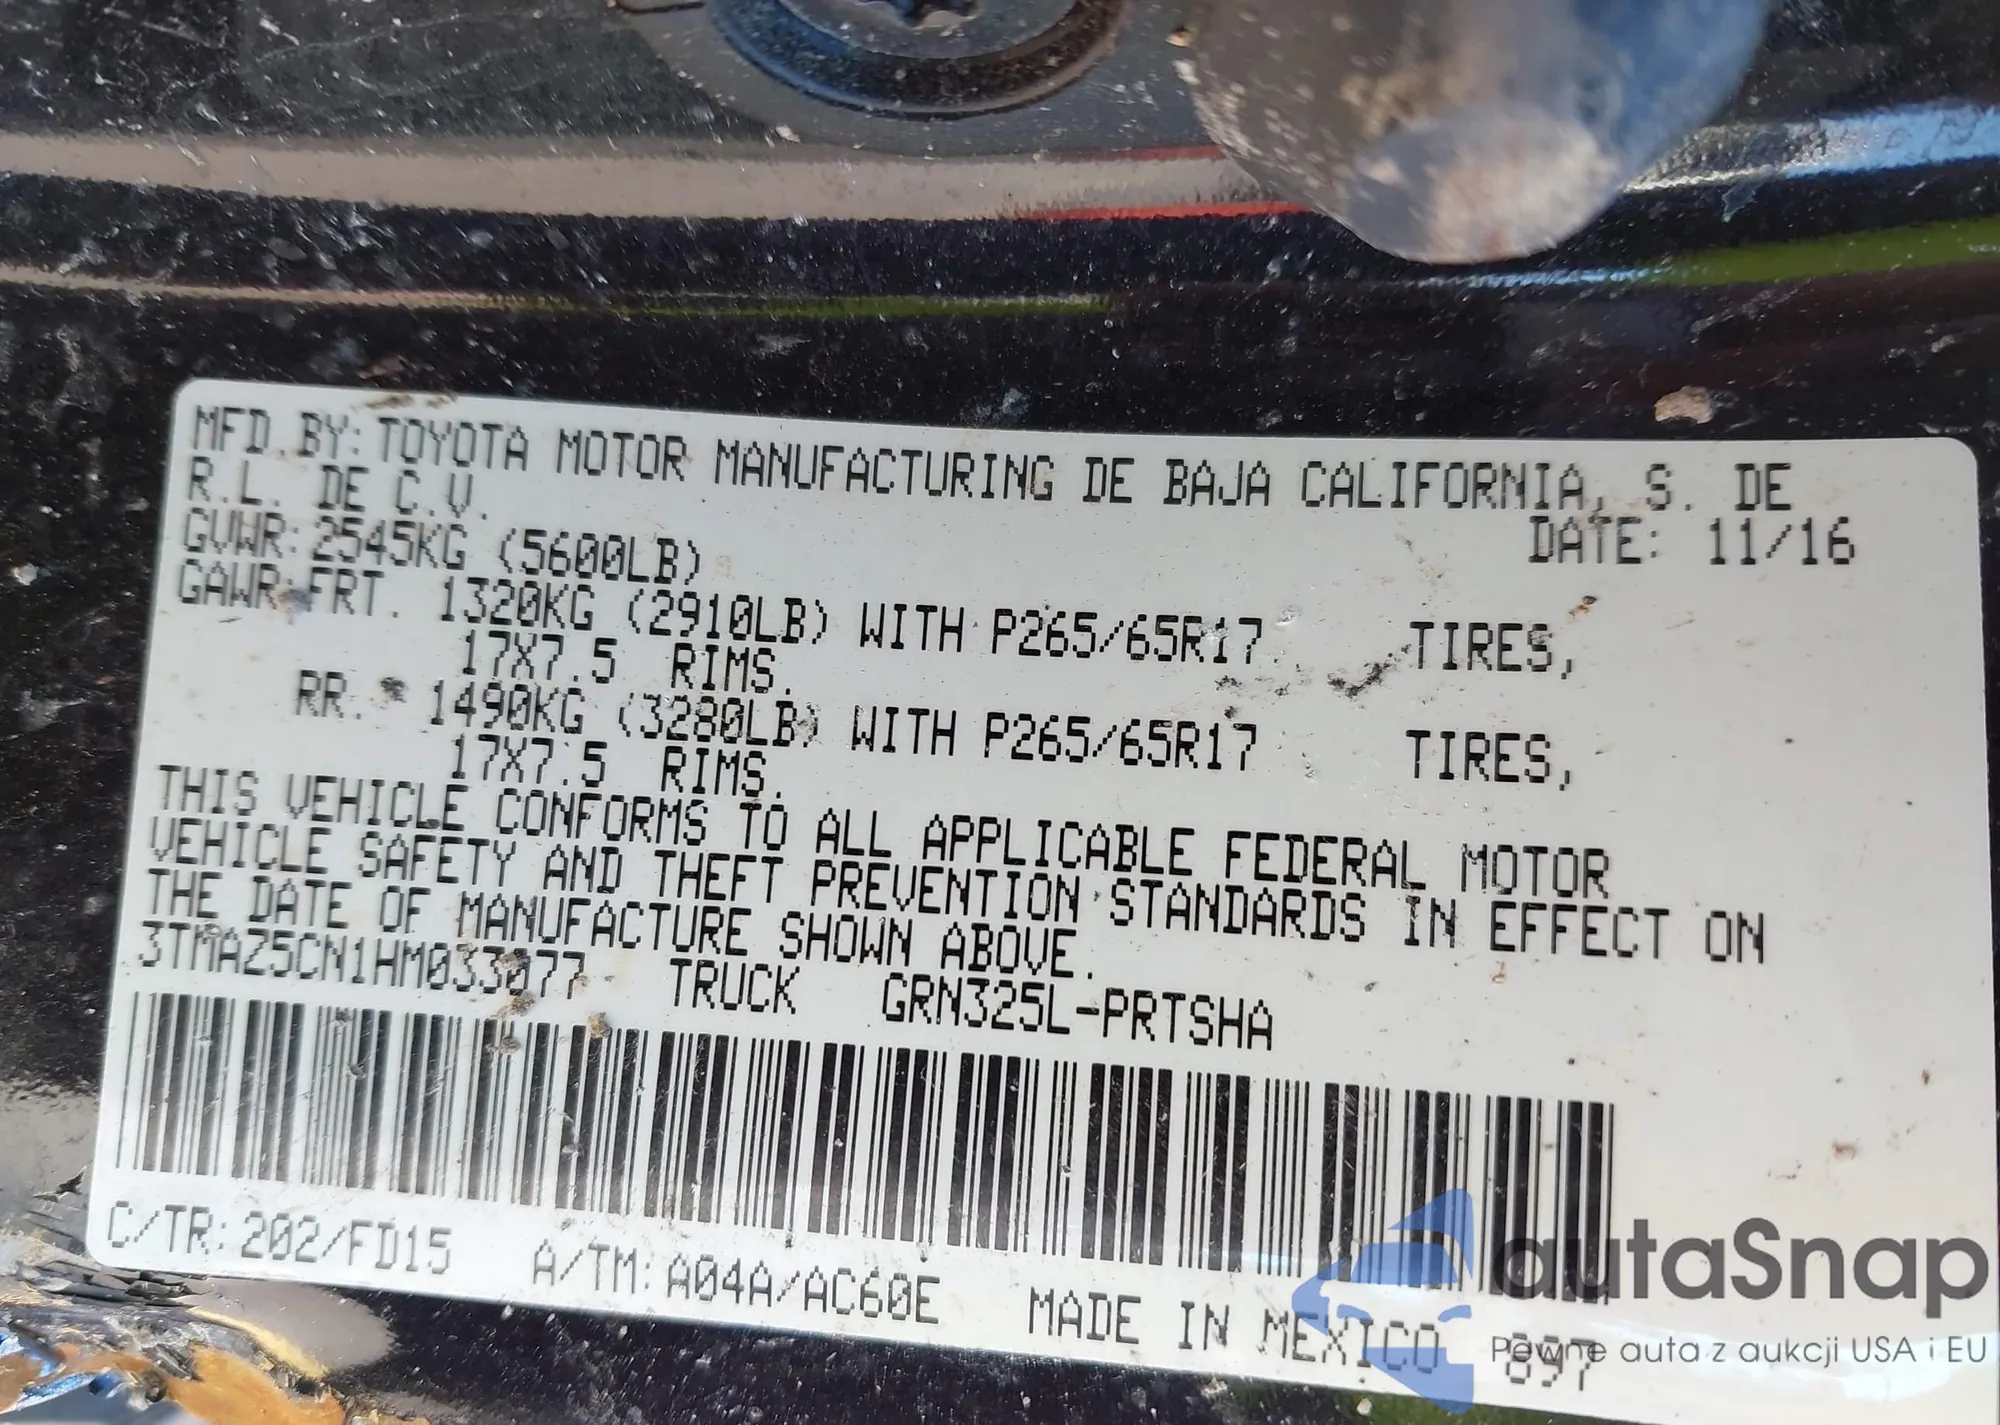 MFD.BY: TOYOTA MOTOR MANUFACTURING DE BAJA CALIFORNIA, S. DE
R.L. DE C.V.
DATE: 11/16
GVWR: 2545KG (5600LB)
GAWR: FRT. 1320KG (2910LB) WITH P265/65R17 TIRES,
17X7.5 RIMS.
RR. 1490KG (3280LB) WITH P265/65R17 TIRES,
17X7.5 RIMS.
THIS VEHICLE CONFORMS TO ALL APPLICABLE FEDERAL MOTOR
VEHICLE SAFETY AND THEFT PREVENTION STANDARDS IN EFFECT ON
THE DATE OF MANUFACTURE SHOWN ABOVE.
3TMAZ5CN1HM033077 TRUCK GRN325L-PRTSHA
C/TR: 202/FD15 A/TM: A04A/AC60E MADE IN MEXICO 897
autaSnap
Pewne auta z aukcji USA i EU